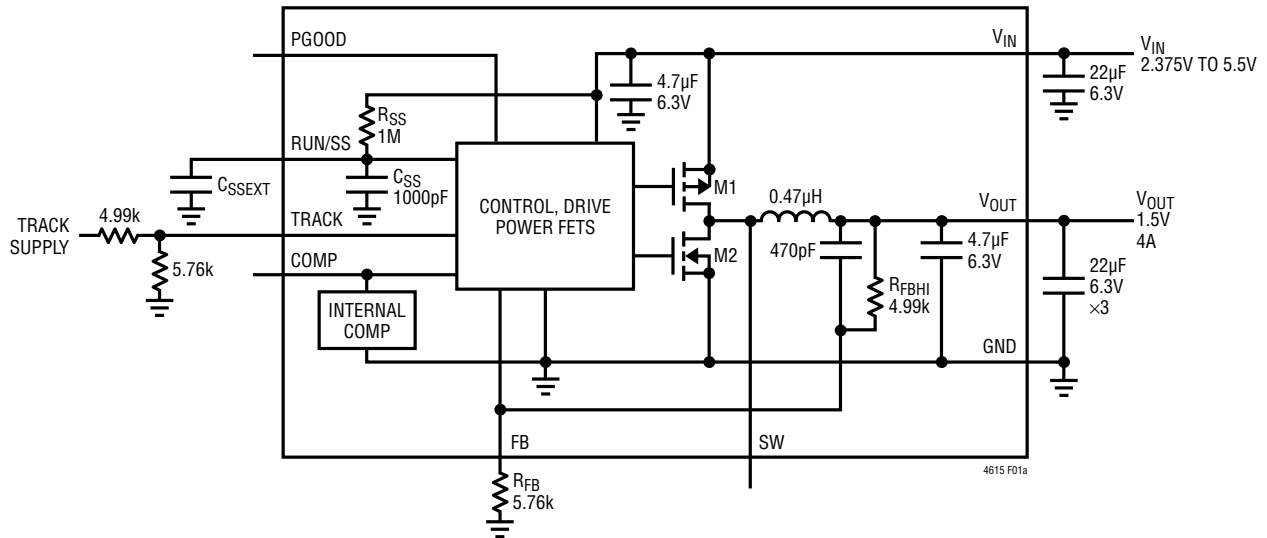 PGOOD
V_IN
V_IN
2.375V TO 5.5V
4.7µF
6.3V
22µF
6.3V
R_SS
1M
RUN/SS
C_SSEXT
C_SS
1000pF
M1
0.47µH
V_OUT
V_OUT
1.5V
4A
4.99k
TRACK
SUPPLY
TRACK
CONTROL, DRIVE
POWER FETS
5.76k
COMP
M2
470pF
4.7µF
6.3V
R_FBHI
4.99k
22µF
6.3V
×3
INTERNAL
COMP
GND
FB
SW
4615 F01a
R_FB
5.76k